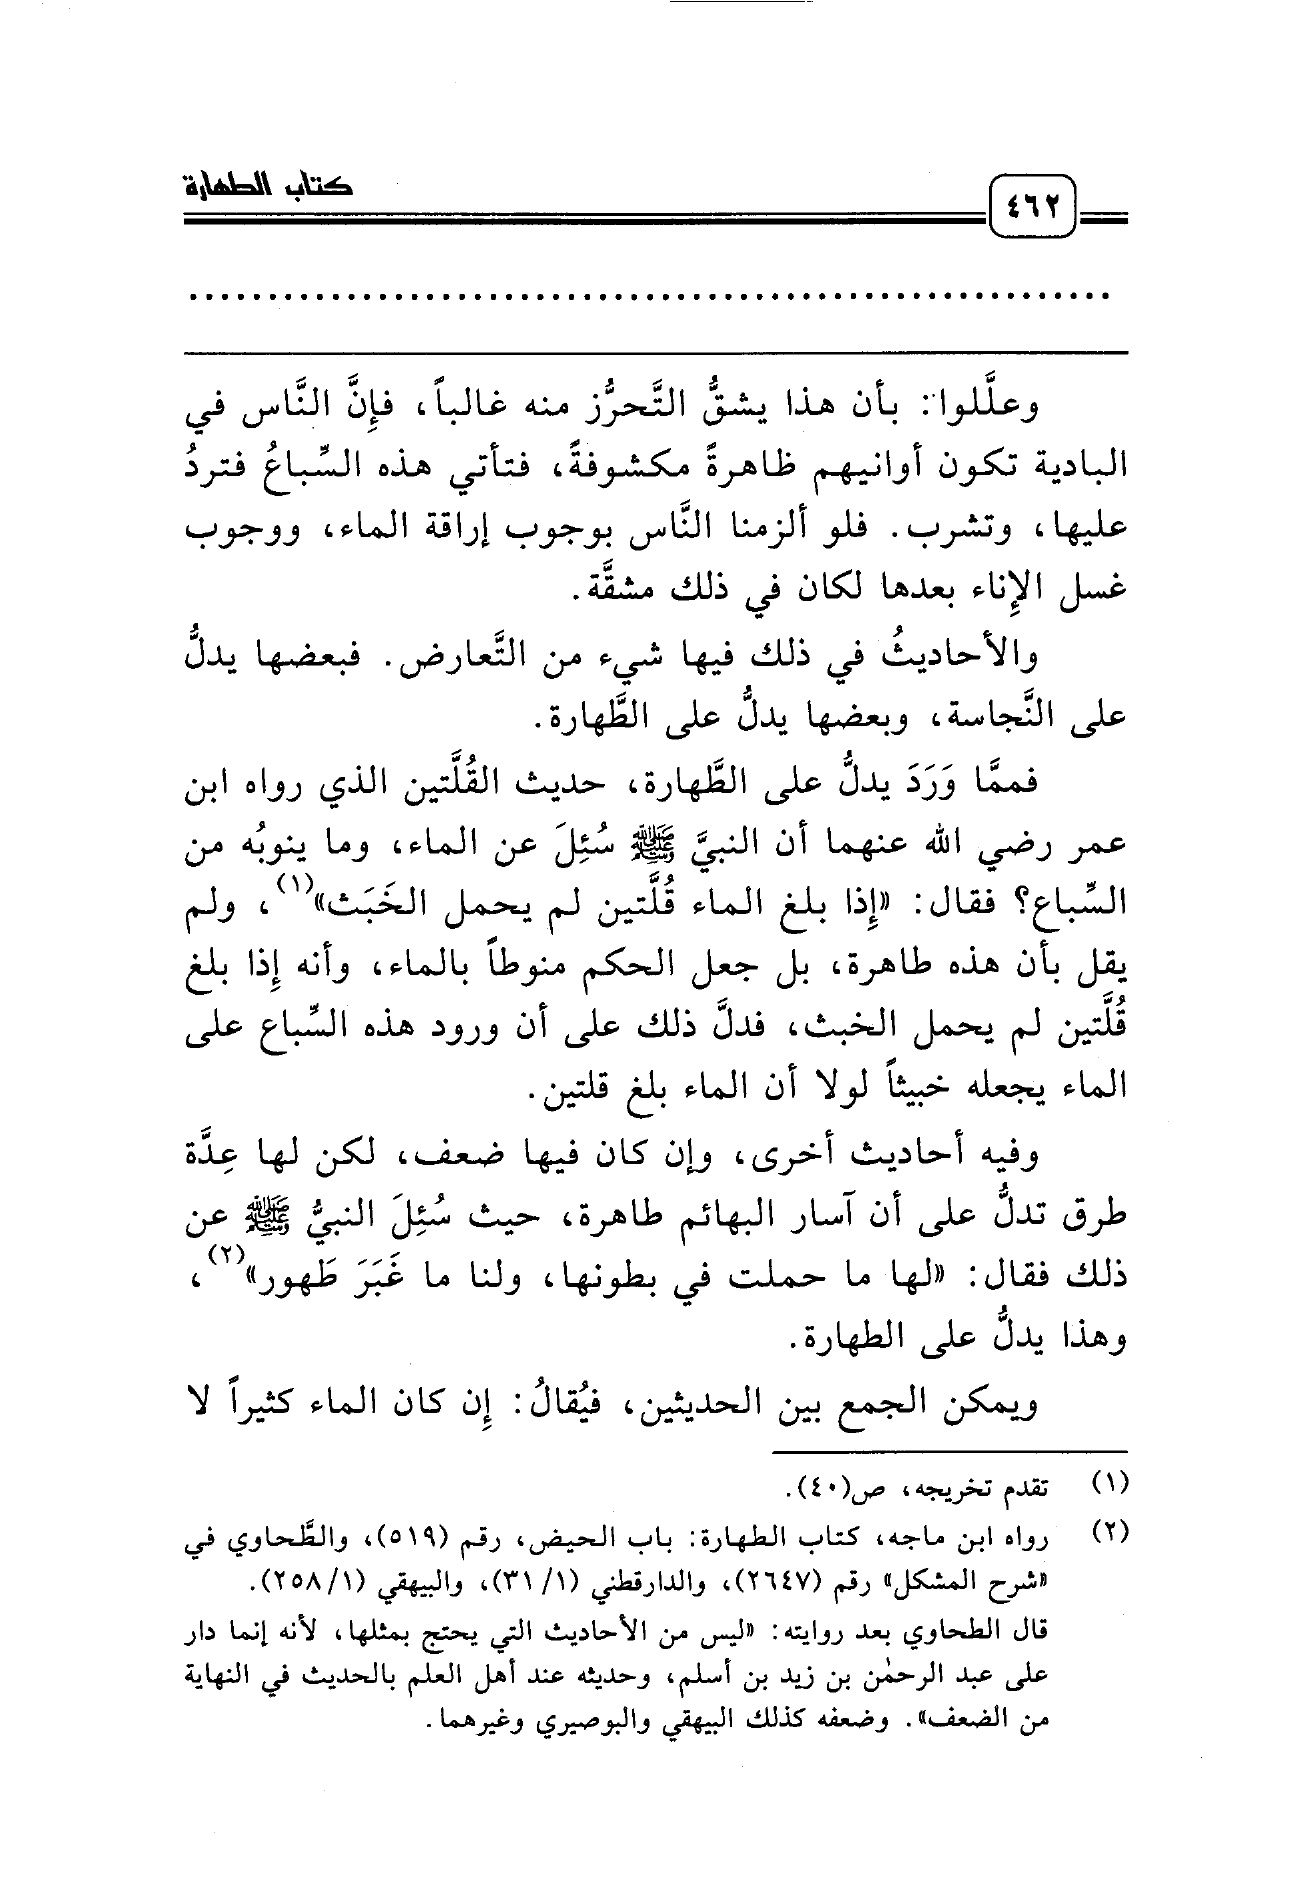 كتاب الطهارة
٤٦٢
وعلَّلوا: بأن هذا يشقُّ التَّحرُّز منه غالباً، فإِنَّ النَّاس في
البادية تكون أوانيهم ظاهرةً مكشوفةً، فتأتي هذه السِّباعُ فتردُ
عليها، وتشرب. فلو ألزمنا النَّاس بوجوب إراقة الماء، ووجوب
غسل الإِناء بعدها لكان في ذلك مشقَّة.
والأحاديثُ في ذلك فيها شيء من التَّعارض. فبعضها يدلُّ
على النَّجاسة، وبعضها يدلُّ على الطَّهارة.
فممَّا وَرَدَ يدلُّ على الطَّهارة، حديث القُلَّتين الذي رواه ابن
عمر رضي الله عنهما أن النبيَّ ﷺ سُئِلَ عن الماء، وما ينوبُه من
السِّباع؟ فقال: «إِذا بلغ الماء قُلَّتين لم يحمل الخَبَث»(١)، ولم
يقل بأن هذه طاهرة، بل جعل الحكم منوطاً بالماء، وأنه إِذا بلغ
قُلَّتين لم يحمل الخبث، فدلَّ ذلك على أن ورود هذه السِّباع على
الماء يجعله خبيثاً لولا أن الماء بلغ قلتين.
وفيه أحاديث أخرى، وإن كان فيها ضعف، لكن لها عِدَّة
طرق تدلُّ على أن آسار البهائم طاهرة، حيث سُئِلَ النبيُّ ﷺ عن
ذلك فقال: «لها ما حملت في بطونها، ولنا ما غَبَرَ طَهور»(٢)،
وهذا يدلُّ على الطهارة.
ويمكن الجمع بين الحديثين، فيُقالُ: إِن كان الماء كثيراً لا
(١) تقدم تخريجه، ص(٤٠).
(٢) رواه ابن ماجه، كتاب الطهارة: باب الحيض، رقم (٥١٩)، والطَّحاوي في
«شرح المشكل» رقم (٢٦٤٧)، والدارقطني (٣١/١)، والبيهقي (٢٥٨/١).
قال الطحاوي بعد روايته: «ليس من الأحاديث التي يحتج بمثلها، لأنه إنما دار
على عبد الرحمٰن بن زيد بن أسلم، وحديثه عند أهل العلم بالحديث في النهاية
من الضعف». وضعفه كذلك البيهقي والبوصيري وغيرهما.